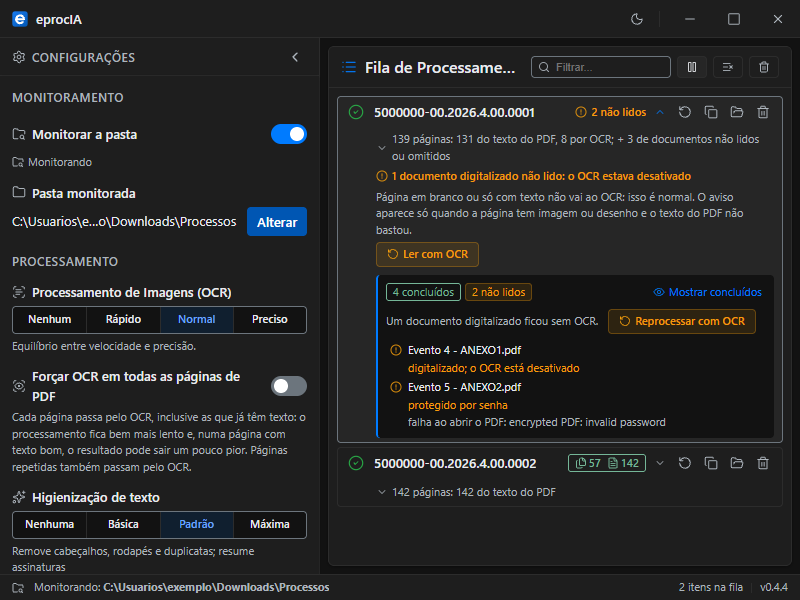 eprocIA
CONFIGURAÇÕES
MONITORAMENTO
Monitorar a pasta
Monitorando
Pasta monitorada
C:\Usuarios\e...o\Downloads\Processos
Alterar
PROCESSAMENTO
Processamento de Imagens (OCR)
Nenhum Rápido Normal Preciso
Equilíbrio entre velocidade e precisão.
Forçar OCR em todas as páginas de
PDF
Cada página passa pelo OCR, inclusive as que já têm texto: o
processamento fica bem mais lento e, numa página com
texto bom, o resultado pode sair um pouco pior. Páginas
repetidas também passam pelo OCR.
Higienização de texto
Nenhuma Básica Padrão Máxima
Remove cabeçalhos, rodapés e duplicatas; resume
assinaturas
Fila de Processame...
Filtrar...
5000000-00.2026.4.00.0001 2 não lidos
139 páginas: 131 do texto do PDF, 8 por OCR; + 3 de documentos não lidos
ou omitidos
1 documento digitalizado não lido: o OCR estava desativado
Página em branco ou só com texto não vai ao OCR: isso é normal. O aviso
aparece só quando a página tem imagem ou desenho e o texto do PDF não
bastou.
Ler com OCR
4 concluídos 2 não lidos Mostrar concluídos
Um documento digitalizado ficou sem OCR. Reprocessar com OCR
Evento 4 - ANEXO1.pdf
digitalizado; o OCR está desativado
Evento 5 - ANEXO2.pdf
protegido por senha
falha ao abrir o PDF: encrypted PDF: invalid password
5000000-00.2026.4.00.0002 57 142
142 páginas: 142 do texto do PDF
Monitorando: C:\Usuarios\exemplo\Downloads\Processos
2 itens na fila v0.4.4